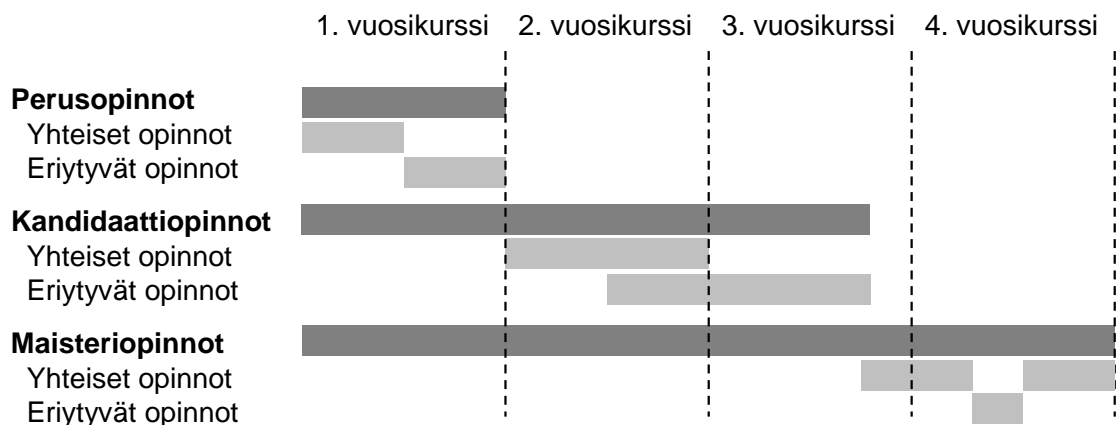 1. vuosikurssi 2. vuosikurssi 3. vuosikurssi 4. vuosikurssi
Perusopinnot
Yhteiset opinnot
Eriytyvät opinnot
Kandidaattiopinnot
Yhteiset opinnot
Eriytyvät opinnot
Maisteriopinnot
Yhteiset opinnot
Eriytyvät opinnot